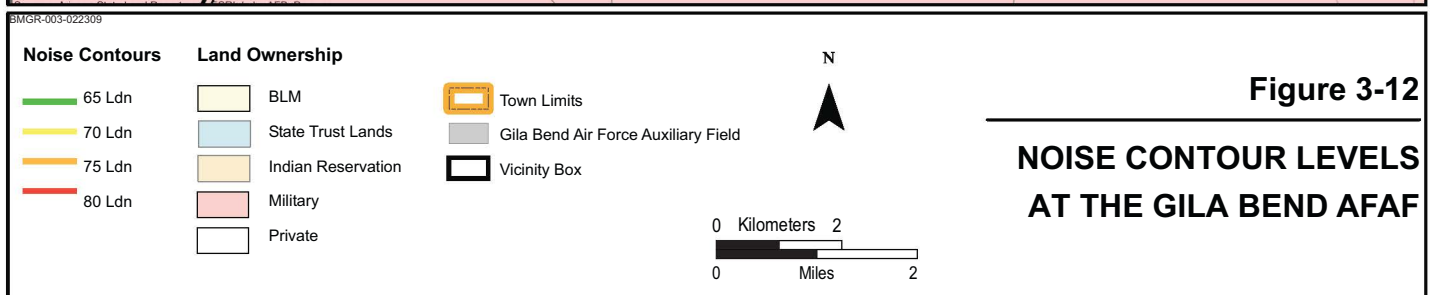 BMGR-003-022309
Noise Contours
65 Ldn
70 Ldn
75 Ldn
80 Ldn
Land Ownership
BLM
State Trust Lands
Indian Reservation
Military
Private
Town Limits
Gila Bend Air Force Auxiliary Field
Vicinity Box
N
0 Kilometers 2
0 Miles 2
Figure 3-12
NOISE CONTOUR LEVELS
AT THE GILA BEND AFAF